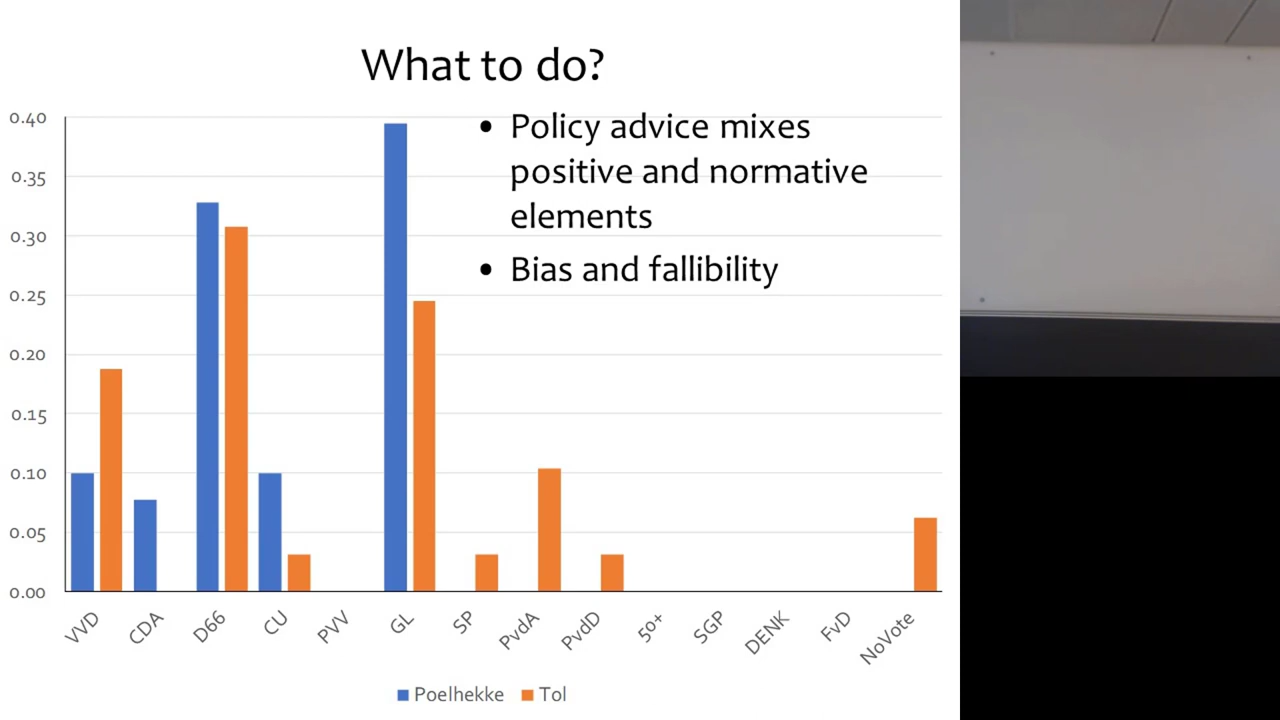 What to do?
• Policy advice mixes
positive and normative
elements
• Bias and fallibility
0.40
0.35
0.30
0.25
0.20
0.15
0.10
0.05
0.00
VVD
CDA
D66
CU
PVV
GL
SP
PvdA
PvdD
50+
SGP
DENK
FvD
NoVote
Poelhekke
Tol